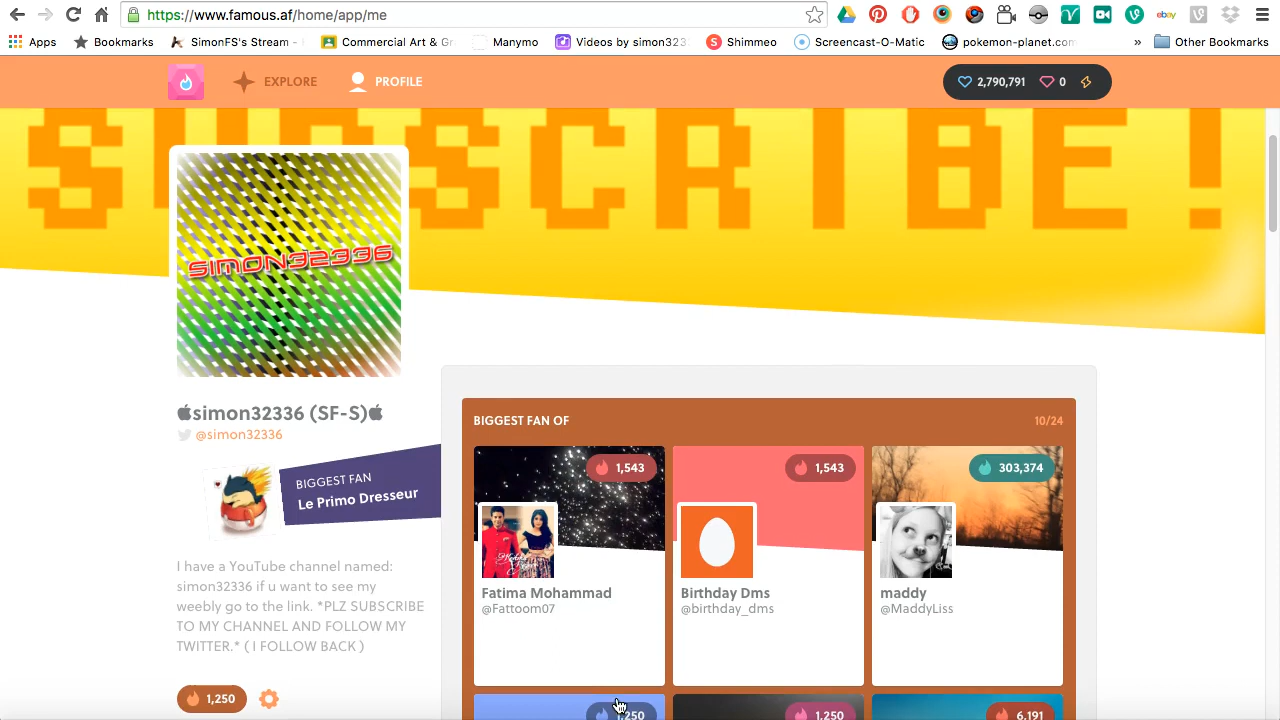 https://www.famous.af/home/app/me
Apps
Bookmarks
SimonFS's Stream -
Commercial Art & Gr
Manymo
Videos by simon323
Shimmeo
Screencast-O-Matic
pokemon-planet.com
»
Other Bookmarks
EXPLORE
PROFILE
2,790,791
0
SUBSCRIBE!
SIMON32336
simon32336 (SF-S)
@simon32336
BIGGEST FAN
Le Primo Dresseur
I have a YouTube channel named:
simon32336 if u want to see my
weebly go to the link. *PLZ SUBSCRIBE
TO MY CHANNEL AND FOLLOW MY
TWITTER.* ( I FOLLOW BACK )
1,250
BIGGEST FAN OF
10/24
1,543
Fatima Mohammad
@Fattoom07
1,543
Birthday Dms
@birthday_dms
303,374
maddy
@MaddyLiss
1,250
1,250
6,191